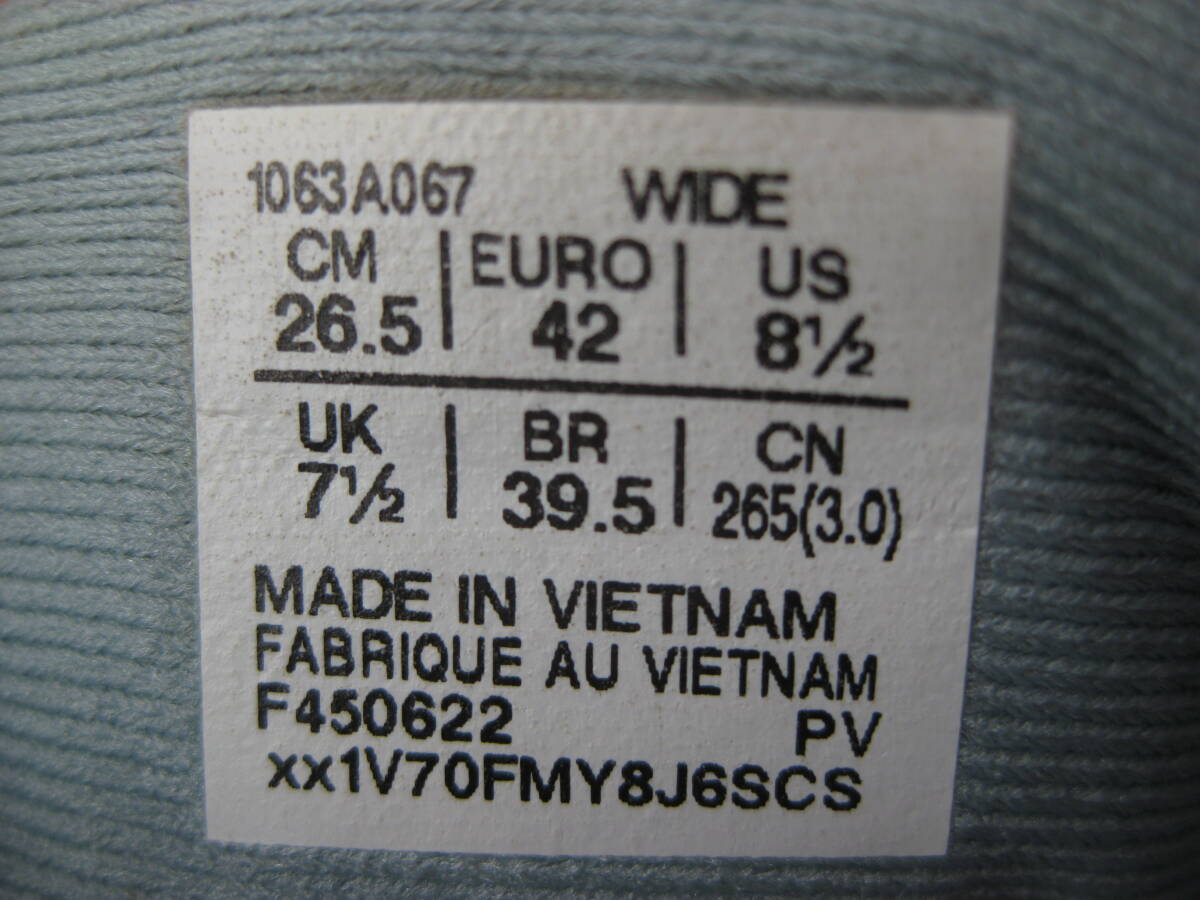 1063A067 WIDE
CM | EURO | US
26.5 | 42 | 8½
UK | BR | CN
7½ | 39.5 | 265(3.0)
MADE IN VIETNAM
FABRIQUE AU VIETNAM
F450622 PV
xx1V70FMY8J6SCS